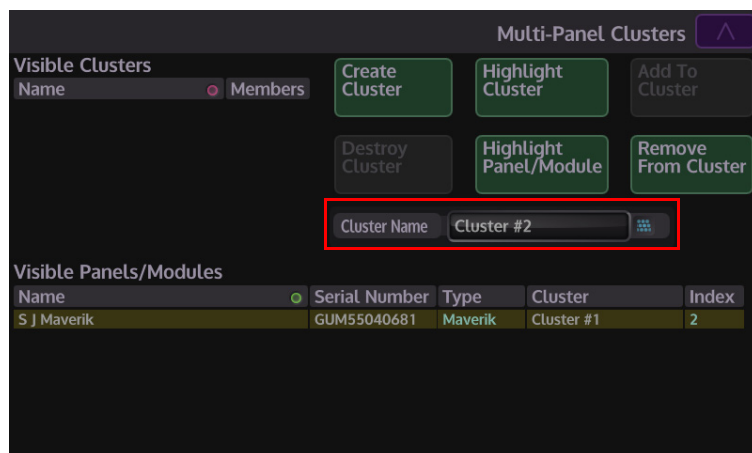 Multi-Panel Clusters
Visible Clusters
Name Members
Create
Cluster
Highlight
Cluster
Add To
Cluster
Destroy
Cluster
Highlight
Panel/Module
Remove
From Cluster
Cluster Name Cluster #2
Visible Panels/Modules
Name Serial Number Type Cluster Index
S J Maverik GUM55040681 Maverik Cluster #1 2